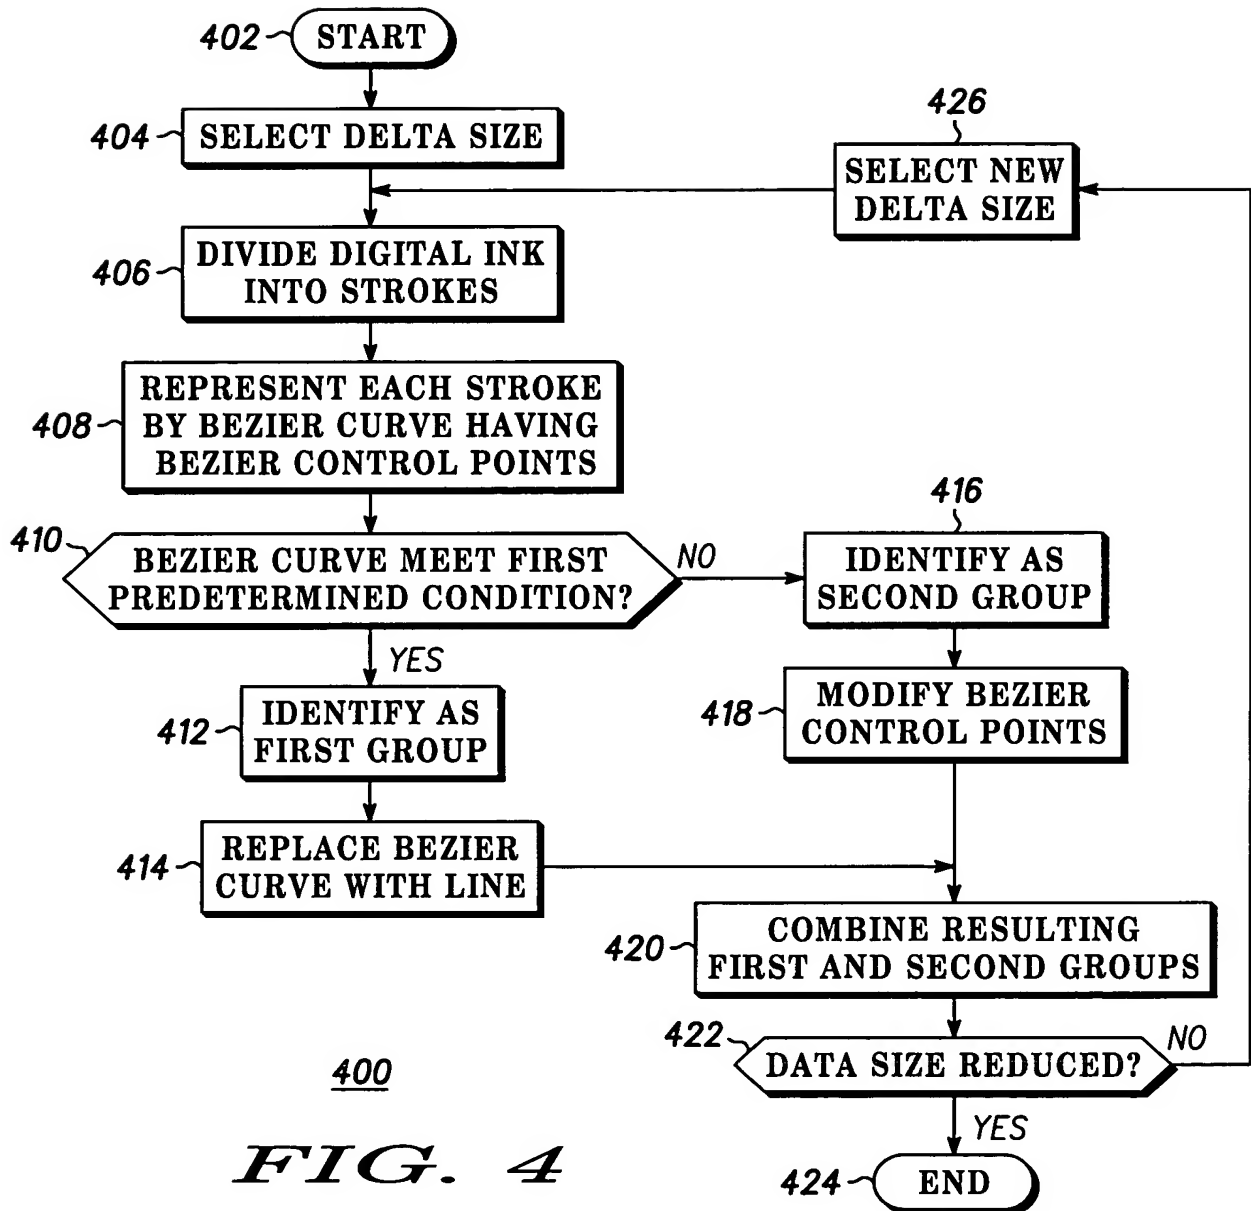 402
START
404
SELECT DELTA SIZE
426
SELECT NEW
DELTA SIZE
406
DIVIDE DIGITAL INK
INTO STROKES
408
REPRESENT EACH STROKE
BY BEZIER CURVE HAVING
BEZIER CONTROL POINTS
410
BEZIER CURVE MEET FIRST
PREDETERMINED CONDITION?
NO
416
IDENTIFY AS
SECOND GROUP
YES
412
IDENTIFY AS
FIRST GROUP
418
MODIFY BEZIER
CONTROL POINTS
414
REPLACE BEZIER
CURVE WITH LINE
420
COMBINE RESULTING
FIRST AND SECOND GROUPS
422
DATA SIZE REDUCED?
NO
YES
424
END
400
FIG. 4